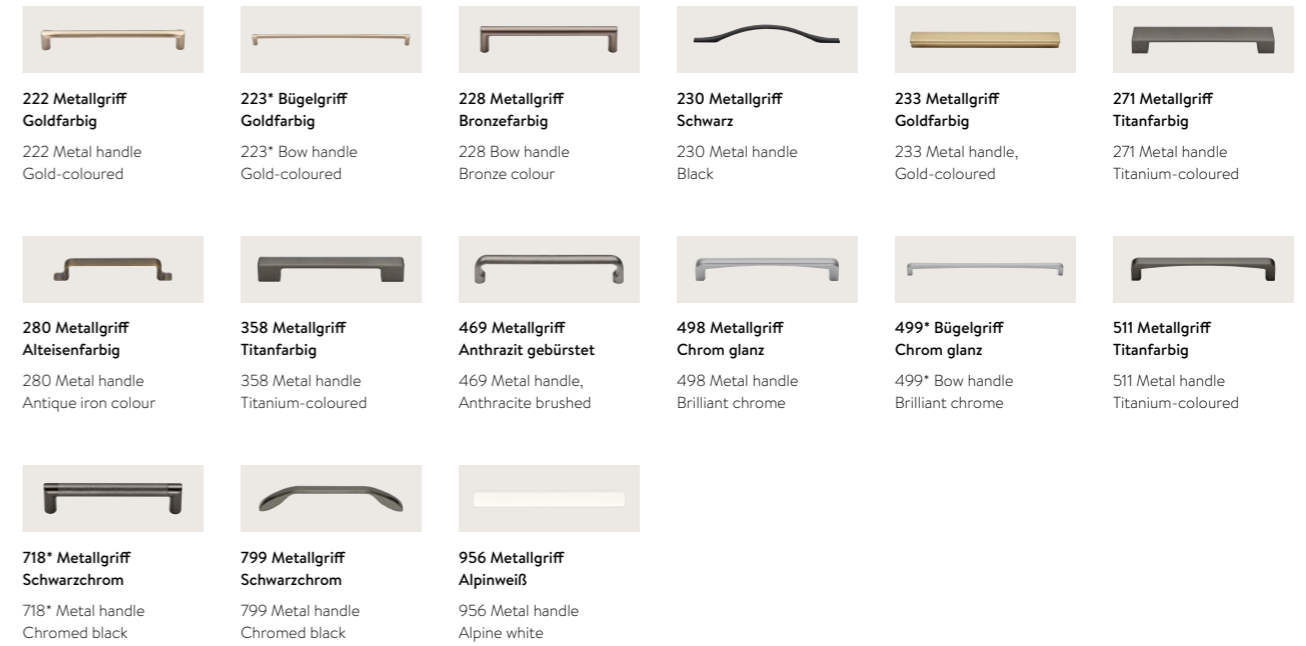 222 Metallgriff
Goldfarbig
222 Metal handle
Gold-coloured
223* Bügelgriff
Goldfarbig
223* Bow handle
Gold-coloured
228 Metallgriff
Bronzefarbig
228 Bow handle
Bronze colour
230 Metallgriff
Schwarz
230 Metal handle
Black
233 Metallgriff
Goldfarbig
233 Metal handle,
Gold-coloured
271 Metallgriff
Titanfarbig
271 Metal handle
Titanium-coloured
280 Metallgriff
Alteisenfarbig
280 Metal handle
Antique iron colour
358 Metallgriff
Titanfarbig
358 Metal handle
Titanium-coloured
469 Metallgriff
Anthrazit gebürstet
469 Metal handle,
Anthracite brushed
498 Metallgriff
Chrom glanz
498 Metal handle
Brilliant chrome
499* Bügelgriff
Chrom glanz
499* Bow handle
Brilliant chrome
511 Metallgriff
Titanfarbig
511 Metal handle
Titanium-coloured
718* Metallgriff
Schwarzchrom
718* Metal handle
Chromed black
799 Metallgriff
Schwarzchrom
799 Metal handle
Chromed black
956 Metallgriff
Alpinweiß
956 Metal handle
Alpine white